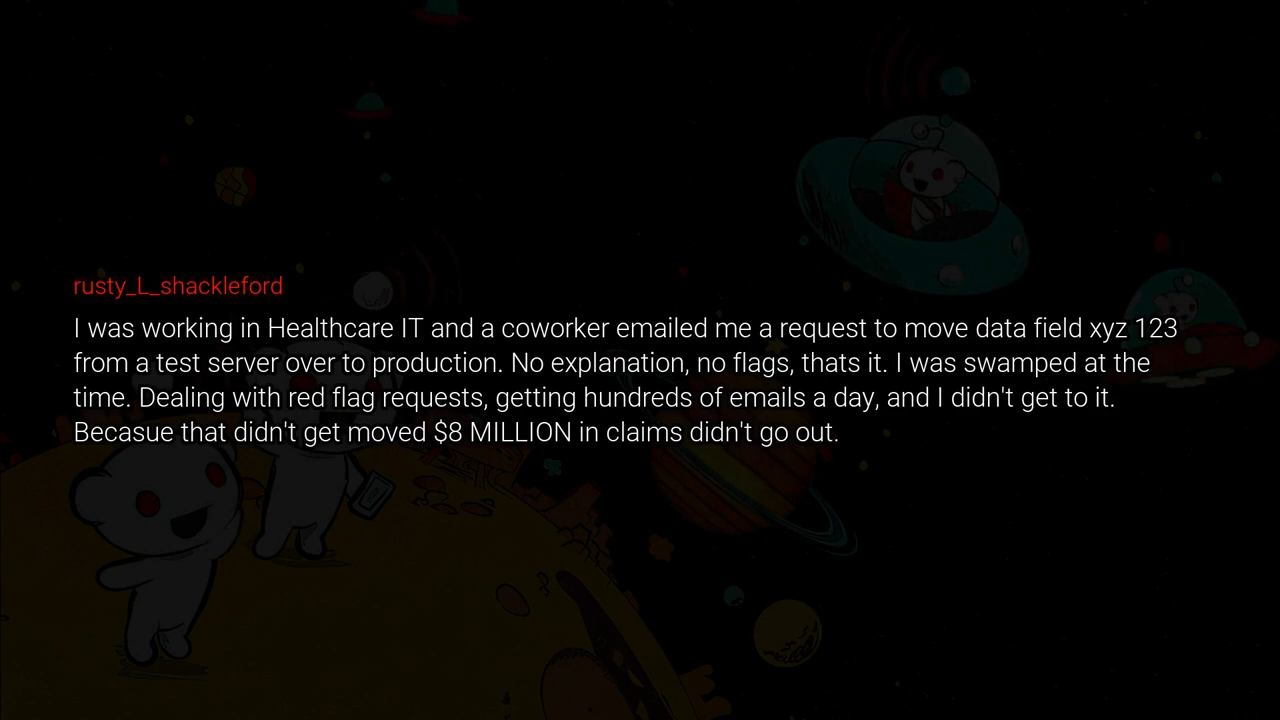 rusty_L_shackleford
I was working in Healthcare IT and a coworker emailed me a request to move data field xyz 123
from a test server over to production. No explanation, no flags, thats it. I was swamped at the
time. Dealing with red flag requests, getting hundreds of emails a day, and I didn't get to it.
Becasue that didn't get moved $8 MILLION in claims didn't go out.